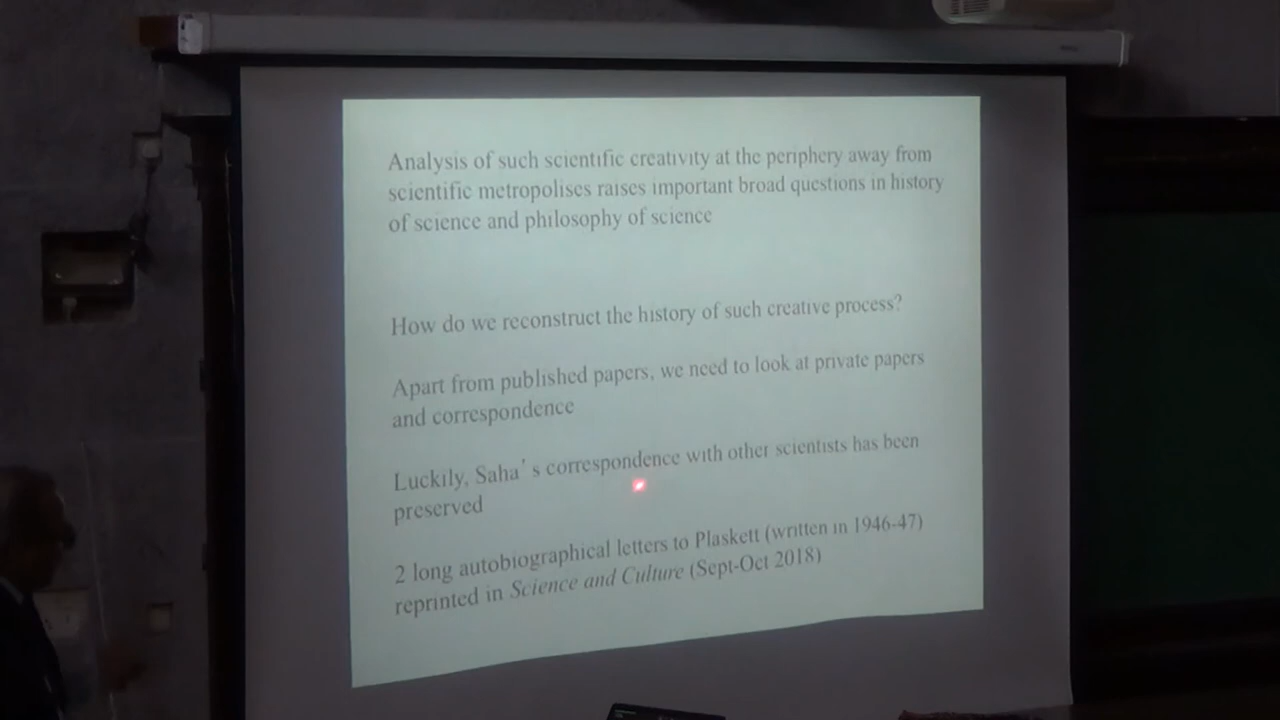 Analysis of such scientific creativity at the periphery away from
scientific metropolises raises important broad questions in history
of science and philosophy of science
How do we reconstruct the history of such creative process?
Apart from published papers, we need to look at private papers
and correspondence
Luckily, Saha's correspondence with other scientists has been
preserved
2 long autobiographical letters to Plaskett (written in 1946-47)
reprinted in Science and Culture (Sept-Oct 2018)